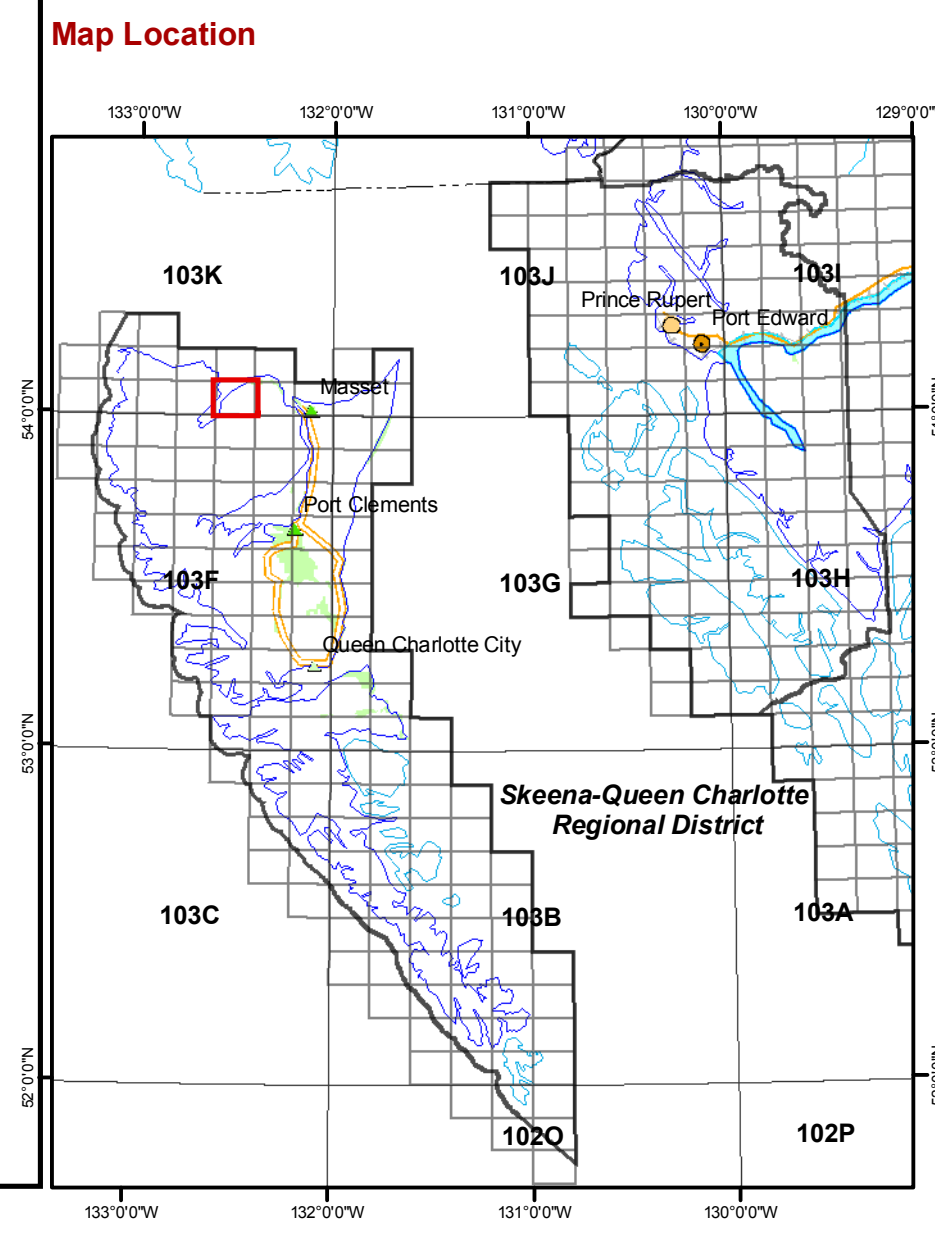 Map Location
133°0'0"W
132°0'0"W
131°0'0"W
130°0'0"W
129°0'0"
103K
103J
103I
Prince Rupert
Port Edward
54°0'0"N
Masset
Port Clements
103F
103G
103H
Queen Charlotte City
53°0'0"N
Skeena-Queen Charlotte
Regional District
103C
103B
103A
52°0'0"N
102O
102P
133°0'0"W
132°0'0"W
131°0'0"W
130°0'0"W